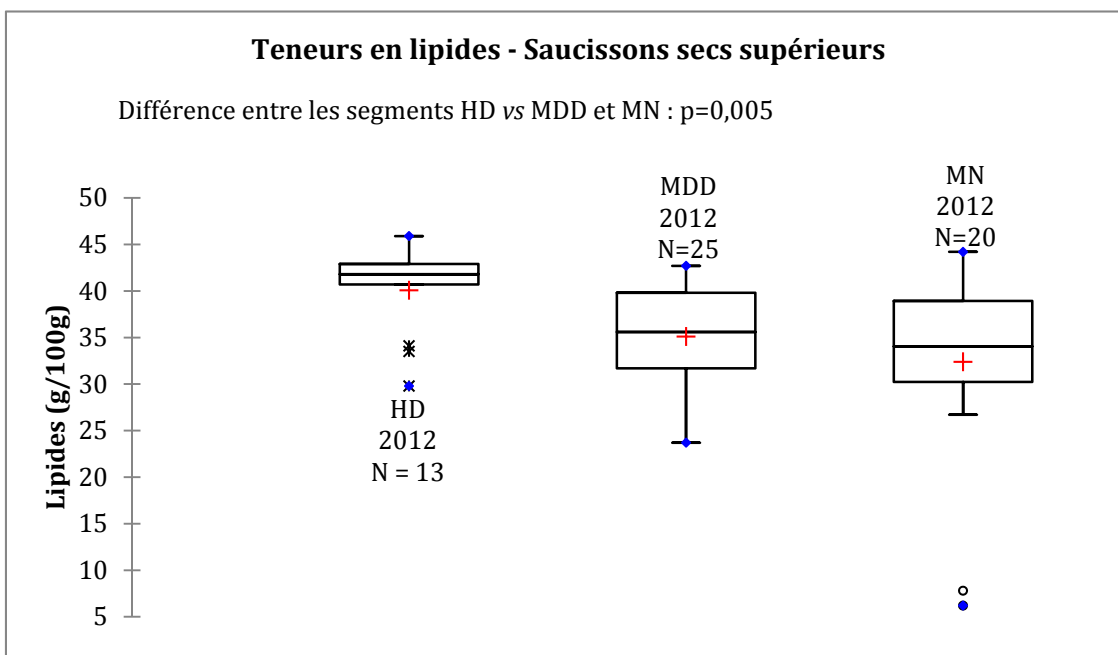 Teneurs en lipides - Saucissons secs supérieurs
Différence entre les segments HD vs MDD et MN : p=0,005
Lipides (g/100g)
50
45
40
35
30
25
20
15
10
5
HD
2012
N = 13
MDD
2012
N=25
MN
2012
N=20